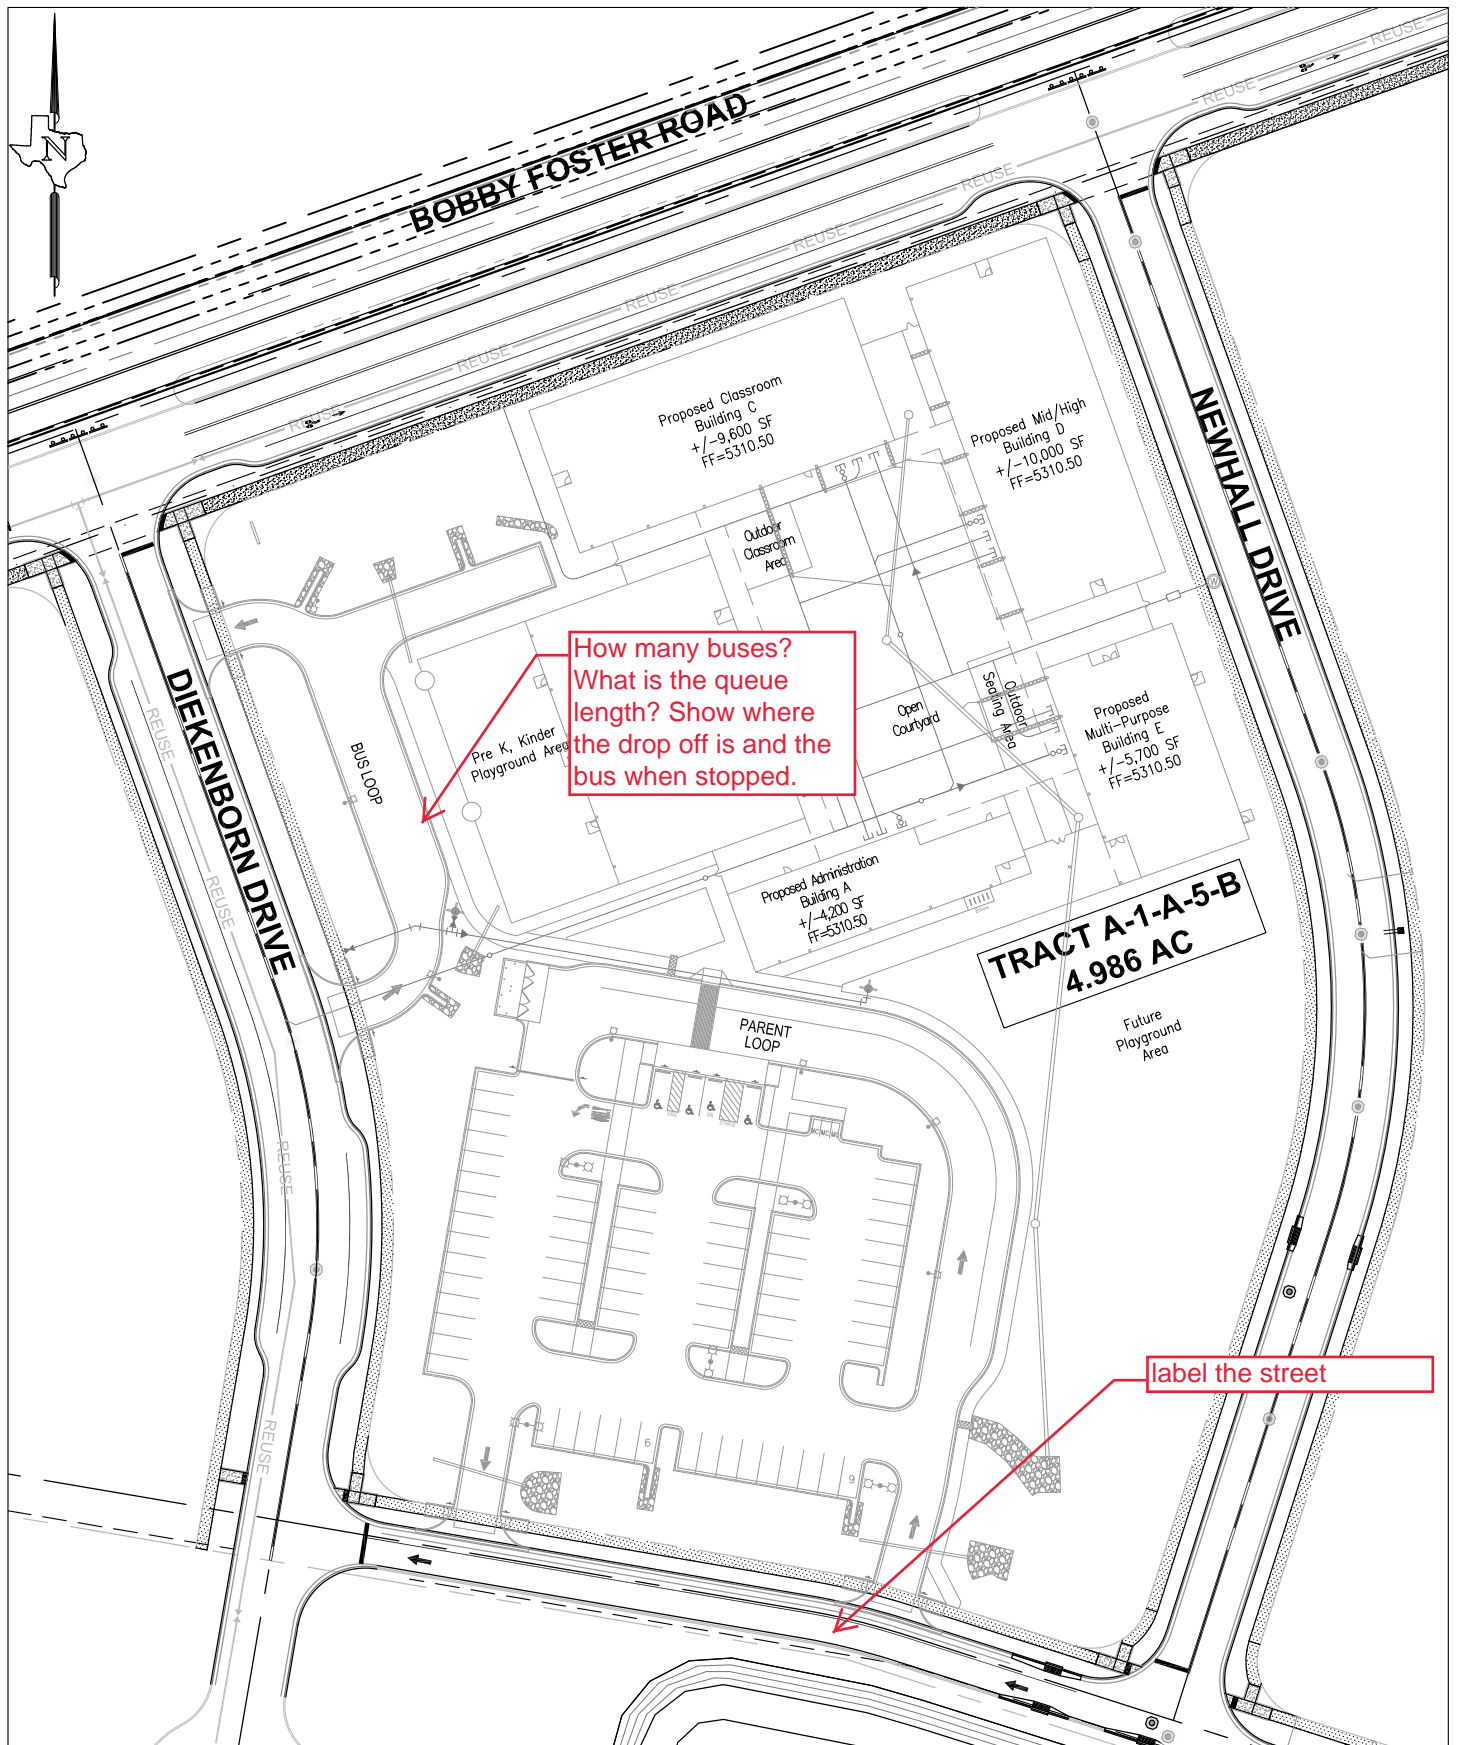 REUSE
REUSE
BOBBY FOSTER ROAD
N
REUSE
REUSE
REUSE
REUSE
REUSE
Proposed Classroom
Building C
+/-9,600 SF
FF=5310.50
Proposed Mid/High
Building D
+/-10,000 SF
FF=5310.50
NEWHALL DRIVE
Outdoor
Classroom
Area
W
How many buses?
What is the queue
length? Show where
the drop off is and the
bus when stopped.
DIEKENBORN DRIVE
REUSE
BUS LOOP
Pre K, Kinder
Playground Area
Open
Courtyard
Outdoor
Seating Area
Proposed
Multi-Purpose
Building E
+/-5,700 SF
FF=5310.50
Proposed Administration
Building A
+/-4,200 SF
FF=5310.50
REUSE
TRACT A-1-A-5-B
4.986 AC
Future
Playground
Area
PARENT
LOOP
MC MC MC
REUSE
label the street
REUSE
6
9